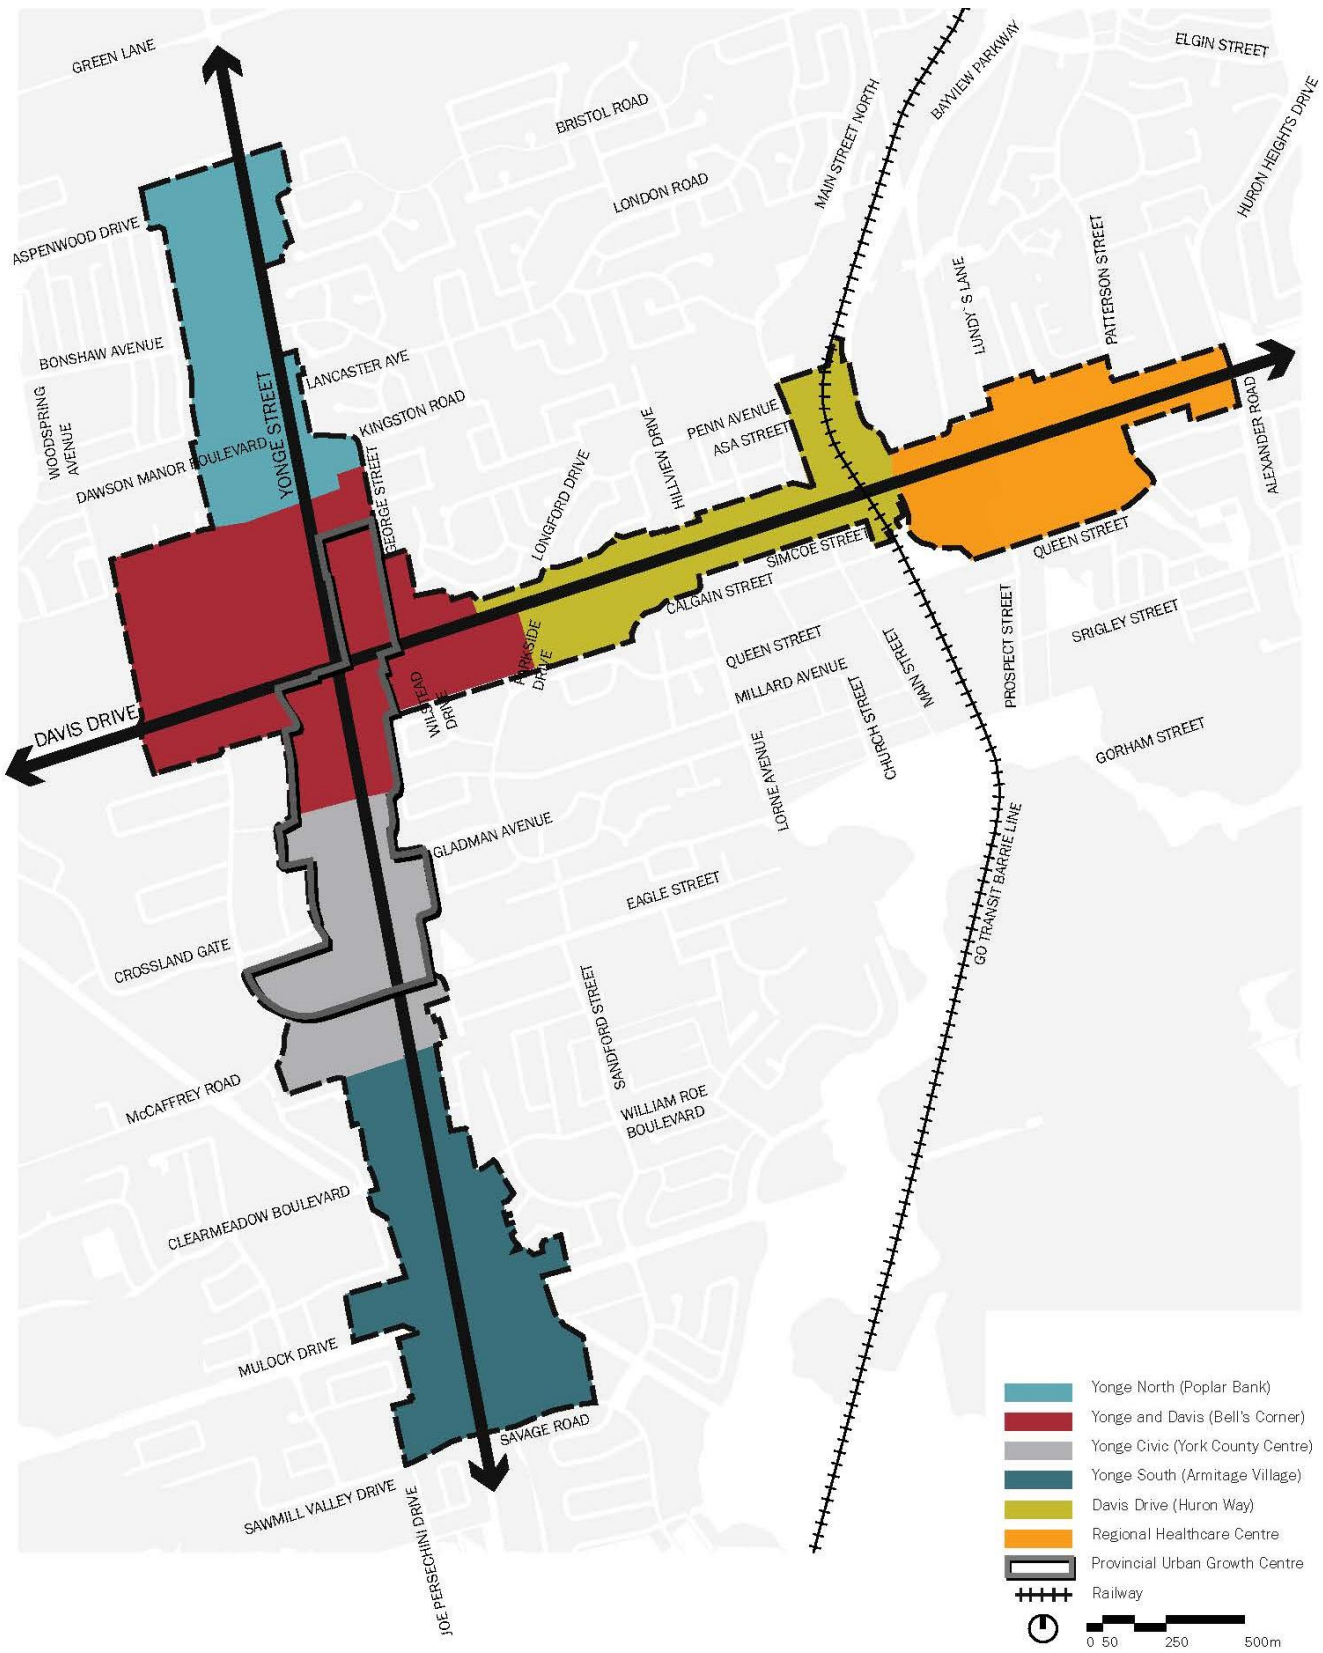 GREEN LANE
ELGIN STREET
BRISTOL ROAD
MAIN STREET NORTH
BAYVIEW PARKWAY
HURON HEIGHTS DRIVE
LONDON ROAD
ASPENWOOD DRIVE
LUNDY`S LANE
PATTERSON STREET
BONSHAW AVENUE
LANCASTER AVE
YONGE STREET
KINGSTON ROAD
WOODSPRING
AVENUE
DAWSON MANOR BOULEVARD
GEORGE STREET
HILLVIEW DRIVE
PENN AVENUE
ASA STREET
ALEXANDER ROAD
LONGFORD DRIVE
SIMCOE STREET
QUEEN STREET
CALGAIN STREET
PARKSIDE
DRIVE
QUEEN STREET
MILLARD AVENUE
MAIN STREET
PROSPECT STREET
SRIGLEY STREET
DAVIS DRIVE
WILSTEAD
DRIVE
CHURCH STREET
LORNE AVENUE
GORHAM STREET
GLADMAN AVENUE
EAGLE STREET
GO TRANSIT BARRIE LINE
CROSSLAND GATE
SANDFORD STREET
McCAFFREY ROAD
WILLIAM ROE
BOULEVARD
CLEARMEADOW BOULEVARD
MULOCK DRIVE
SAVAGE ROAD
SAWMILL VALLEY DRIVE
JOE PERSECHINI DRIVE
Yonge North (Poplar Bank)
Yonge and Davis (Bell's Corner)
Yonge Civic (York County Centre)
Yonge South (Armitage Village)
Davis Drive (Huron Way)
Regional Healthcare Centre
Provincial Urban Growth Centre
Railway
0 50 250 500m